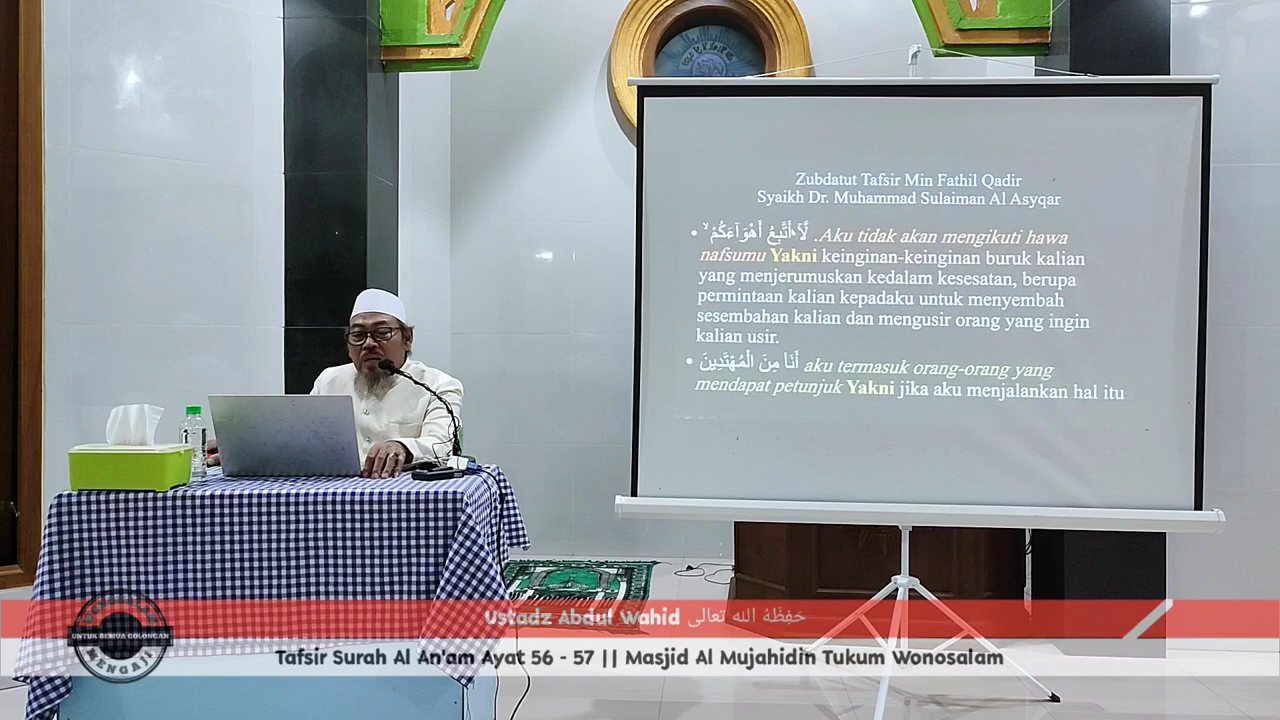 Zubdatut Tafsir Min Fathil Qadir
Syaikh Dr. Muhammad Sulaiman Al Asyqar
• لَّآ أَتَّبِعُ أَهْوَآءَكُمْ ۙ .Aku tidak akan mengikuti hawa
nafsumu Yakni keinginan-keinginan buruk kalian
yang menjerumuskan kedalam kesesatan, berupa
permintaan kalian kepadaku untuk menyembah
sesembahan kalian dan mengusir orang yang ingin
kalian usir.
• أَنَا مِنَ الْمُهْتَدِينَ aku termasuk orang-orang yang
mendapat petunjuk Yakni jika aku menjalankan hal itu
Ustadz Abdul Wahid حَفِظَهُ الله تعالى
UNTUK SEMUA GOLONGAN
MENGAJI
Tafsir Surah Al An'am Ayat 56 - 57 || Masjid Al Mujahidin Tukum Wonosalam